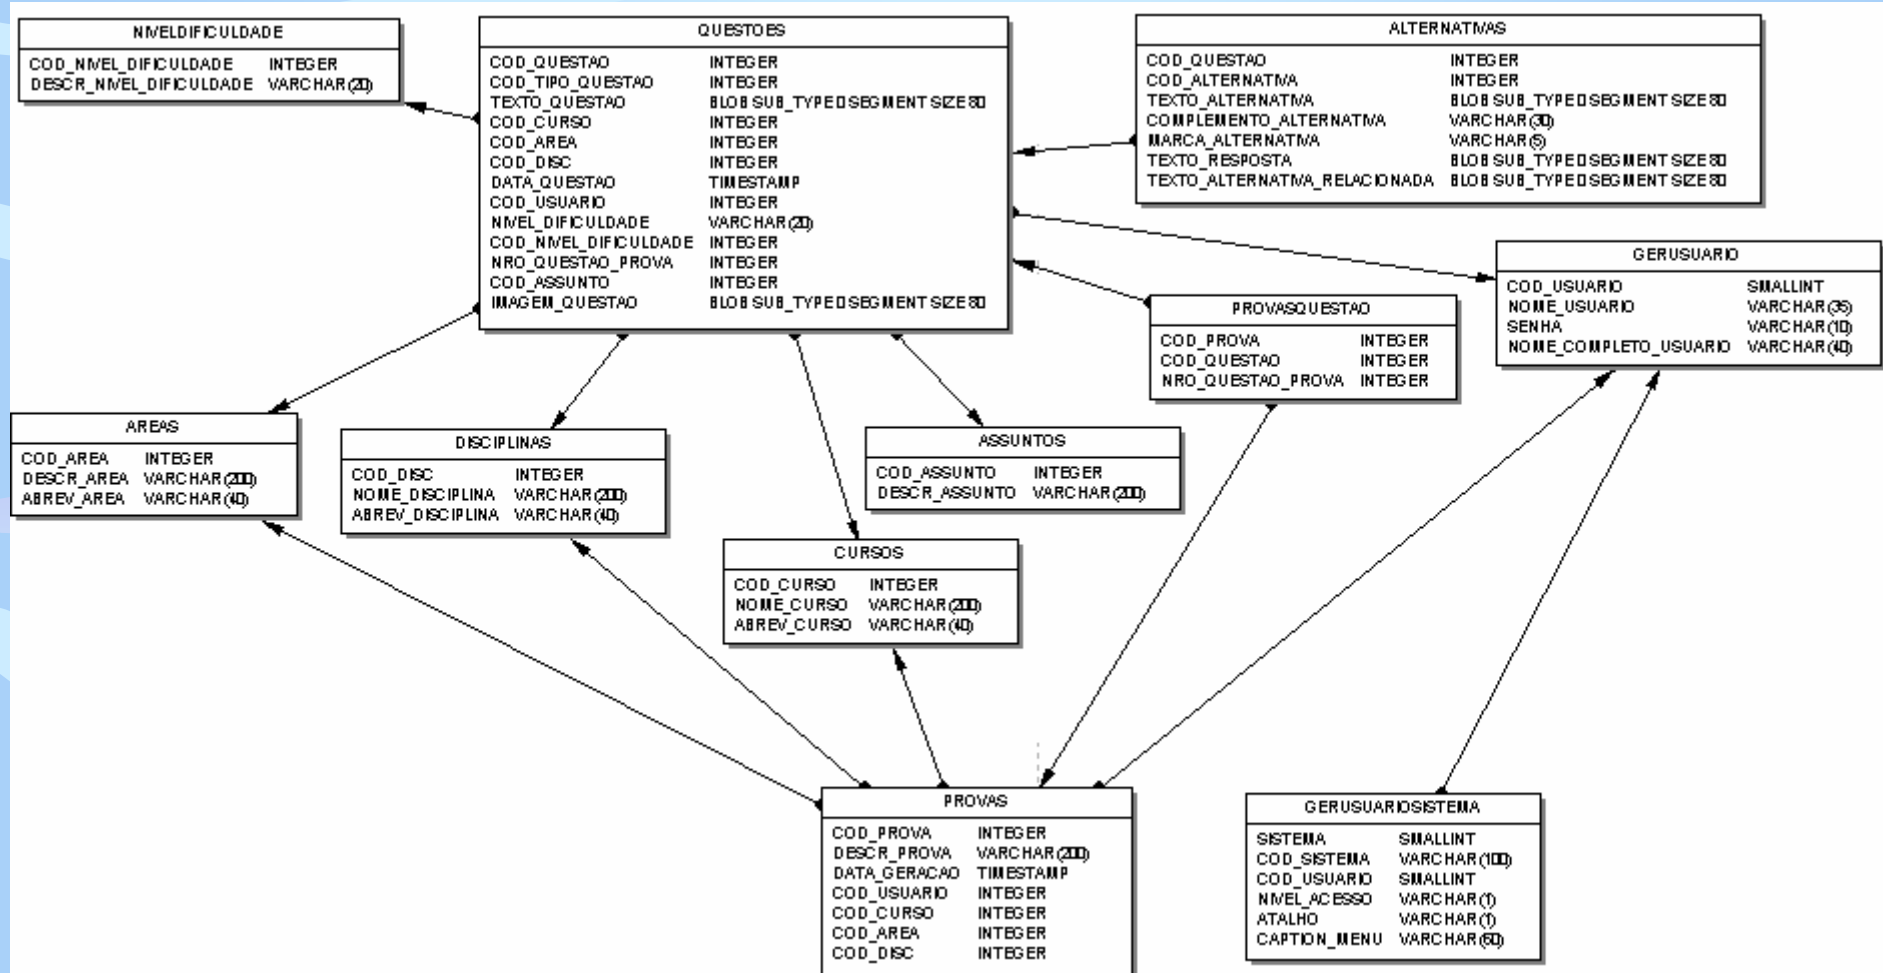 NIVELDIFICULDADE
COD_NIVEL_DIFICULDADE INTEGER
DESCR_NIVEL_DIFICULDADE VARCHAR(20)
QUESTOES
COD_QUESTAO INTEGER
COD_TIPO_QUESTAO INTEGER
TEXTO_QUESTAO BLOB SUB_TYPE 0 SEGMENT SIZE 80
COD_CURSO INTEGER
COD_AREA INTEGER
COD_DISC INTEGER
DATA_QUESTAO TIMESTAMP
COD_USUARIO INTEGER
NIVEL_DIFICULDADE VARCHAR(20)
COD_NIVEL_DIFICULDADE INTEGER
NRO_QUESTAO_PROVA INTEGER
COD_ASSUNTO INTEGER
IMAGEM_QUESTAO BLOB SUB_TYPE 0 SEGMENT SIZE 80
ALTERNATIVAS
COD_QUESTAO INTEGER
COD_ALTERNATIVA INTEGER
TEXTO_ALTERNATIVA BLOB SUB_TYPE 0 SEGMENT SIZE 80
COMPLEMENTO_ALTERNATIVA VARCHAR(30)
MARCA_ALTERNATIVA VARCHAR(5)
TEXTO_RESPOSTA BLOB SUB_TYPE 0 SEGMENT SIZE 80
TEXTO_ALTERNATIVA_RELACIONADA BLOB SUB_TYPE 0 SEGMENT SIZE 80
GERUSUARIO
COD_USUARIO SMALLINT
NOME_USUARIO VARCHAR(35)
SENHA VARCHAR(10)
NOME_COMPLETO_USUARIO VARCHAR(40)
PROVASQUESTAO
COD_PROVA INTEGER
COD_QUESTAO INTEGER
NRO_QUESTAO_PROVA INTEGER
AREAS
COD_AREA INTEGER
DESCR_AREA VARCHAR(200)
ABREV_AREA VARCHAR(40)
DISCIPLINAS
COD_DISC INTEGER
NOME_DISCIPLINA VARCHAR(200)
ABREV_DISCIPLINA VARCHAR(40)
ASSUNTOS
COD_ASSUNTO INTEGER
DESCR_ASSUNTO VARCHAR(200)
CURSOS
COD_CURSO INTEGER
NOME_CURSO VARCHAR(200)
ABREV_CURSO VARCHAR(40)
PROVAS
COD_PROVA INTEGER
DESCR_PROVA VARCHAR(200)
DATA_GERACAO TIMESTAMP
COD_USUARIO INTEGER
COD_CURSO INTEGER
COD_AREA INTEGER
COD_DISC INTEGER
GERUSUARIOSISTEMA
SISTEMA SMALLINT
COD_SISTEMA VARCHAR(100)
COD_USUARIO SMALLINT
NIVEL_ACESSO VARCHAR(1)
ATALHO VARCHAR(1)
CAPTION_MENU VARCHAR(50)